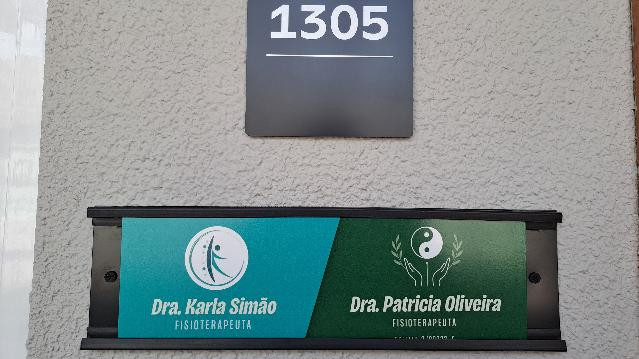 1305
Dra. Karla Simão
FISIOTERAPEUTA
Dra. Patricia Oliveira
FISIOTERAPEUTA